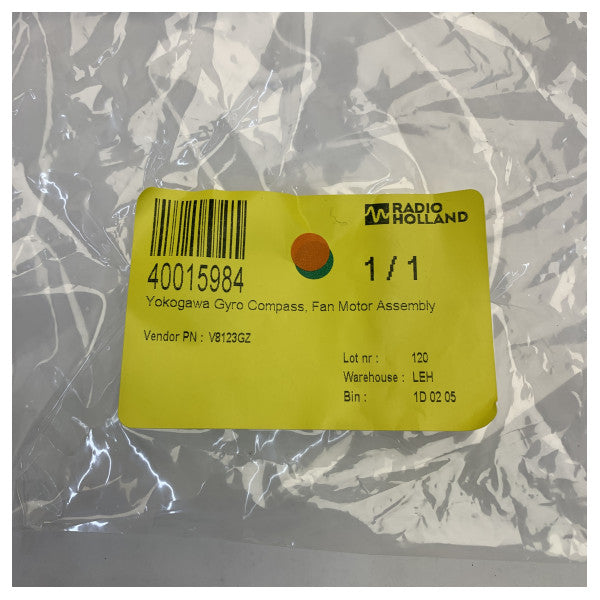 RADIO
HOLLAND
40015984
1 / 1
Yokogawa Gyro Compass, Fan Motor Assembly
Vendor PN : V8123GZ
Lot nr : 120
Warehouse : LEH
Bin : 1D 02 05